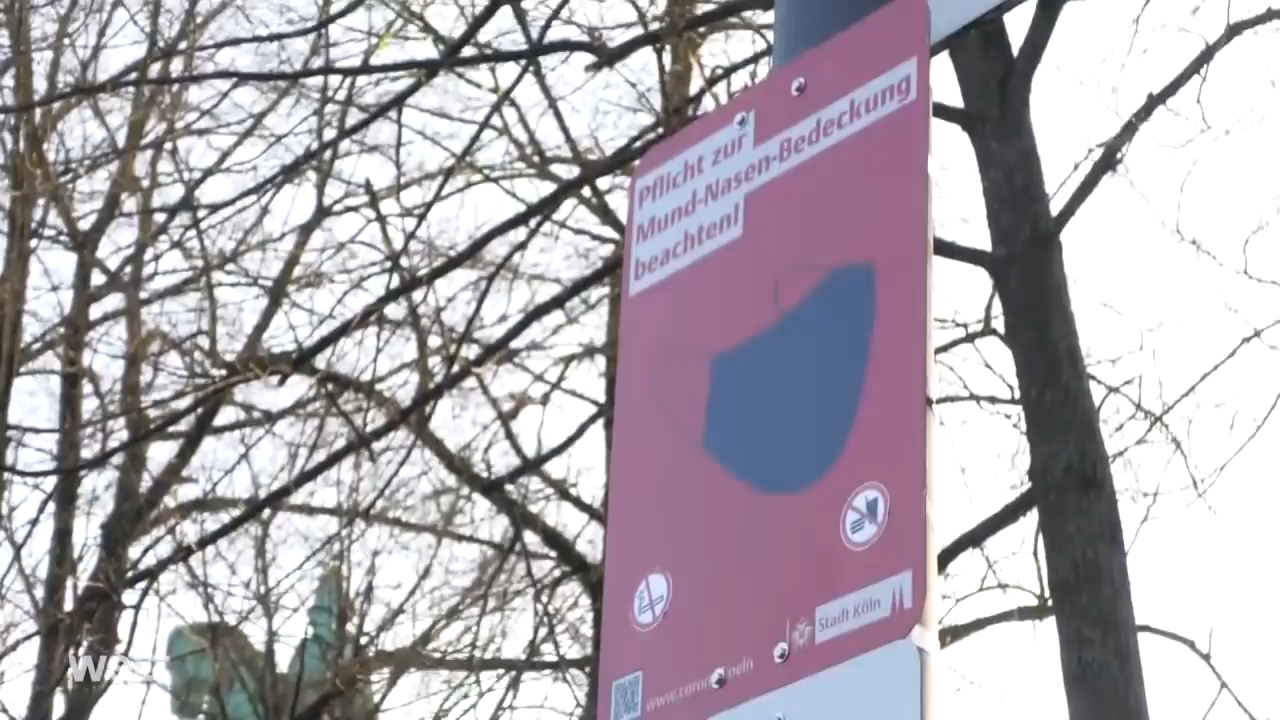 Pflicht zur
Mund-Nasen-Bedeckung
beachten!
Stadt Köln